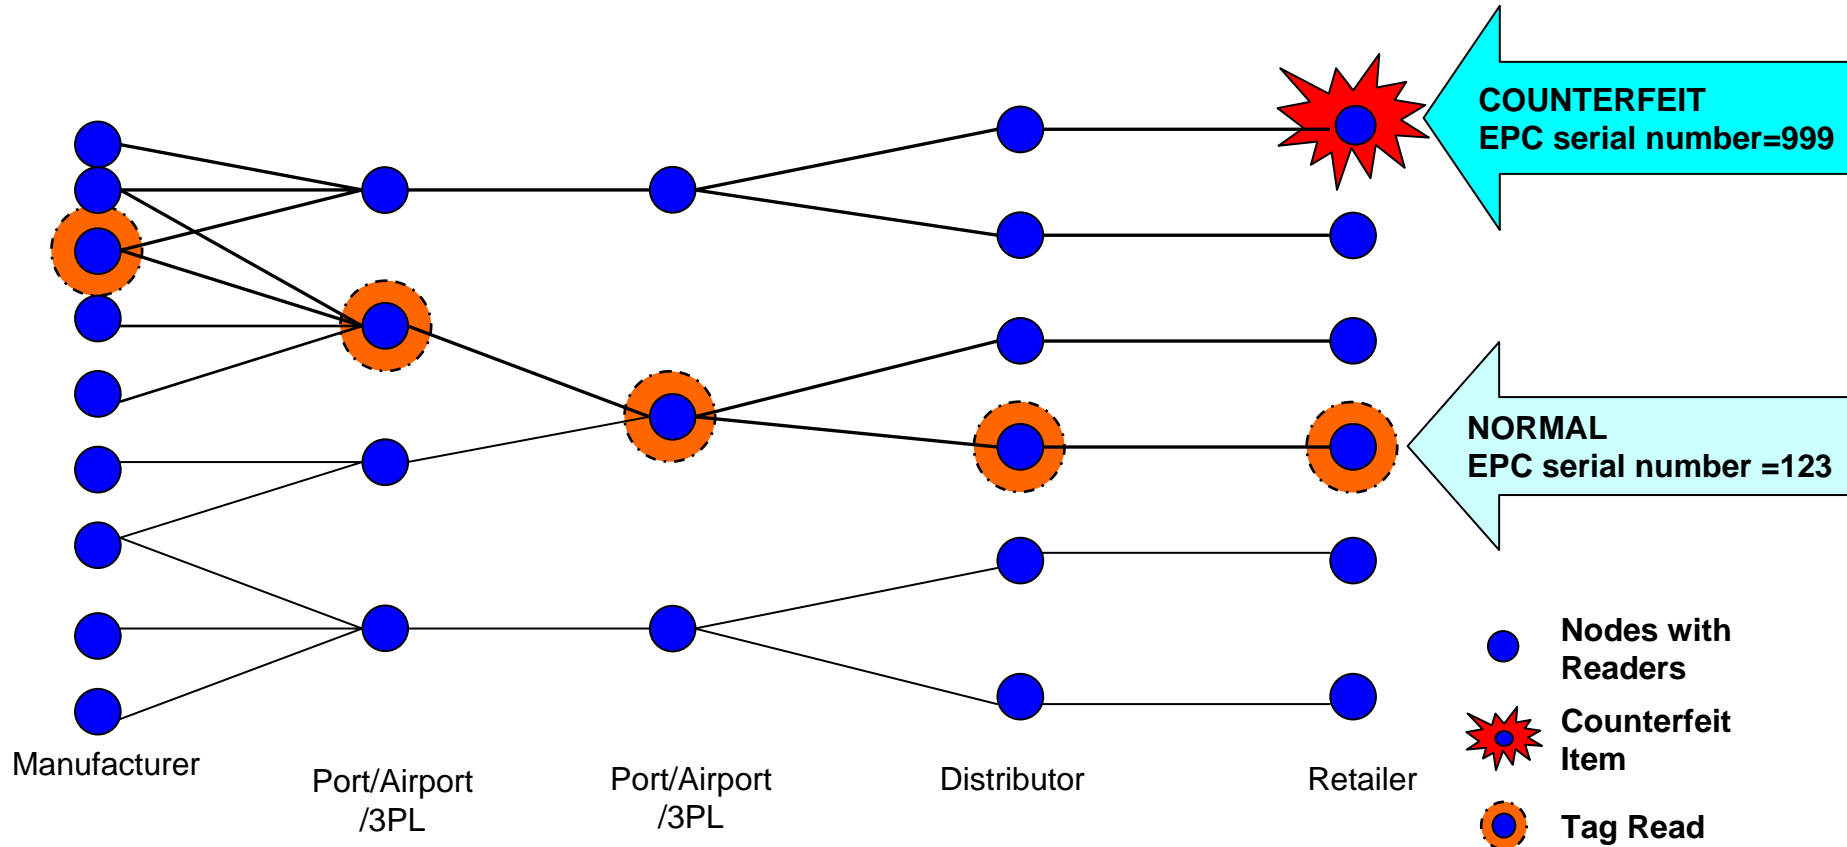 COUNTERFEIT
EPC serial number=999
NORMAL
EPC serial number =123
Nodes with
Readers
Counterfeit
Item
Tag Read
Manufacturer
Port/Airport
/3PL
Port/Airport
/3PL
Distributor
Retailer